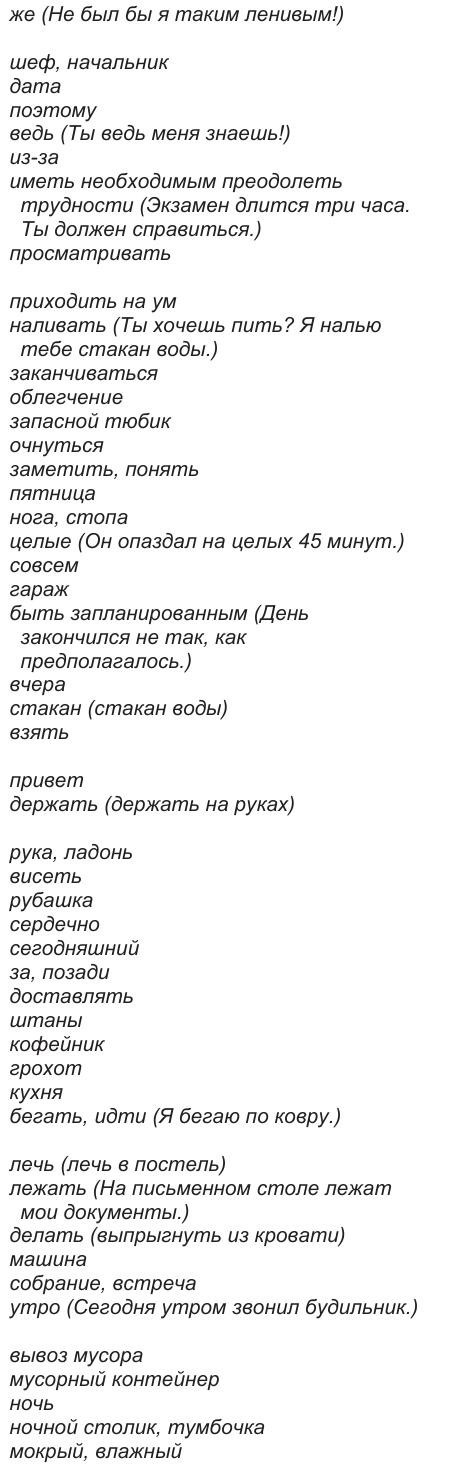 же (Не был бы я таким ленивым!)
шеф, начальник
дата
поэтому
ведь (Ты ведь меня знаешь!)
из-за
иметь необходимым преодолеть
трудности (Экзамен длится три часа.
Ты должен справиться.)
просматривать
приходить на ум
наливать (Ты хочешь пить? Я налью
тебе стакан воды.)
заканчиваться
облегчение
запасной тюбик
очнуться
заметить, понять
пятница
нога, стопа
целые (Он опаздал на целых 45 минут.)
совсем
гараж
быть запланированным (День
закончился не так, как
предполагалось.)
вчера
стакан (стакан воды)
взять
привет
держать (держать на руках)
рука, ладонь
висеть
рубашка
сердечно
сегодняшний
за, позади
доставлять
штаны
кофейник
грохот
кухня
бегать, идти (Я бегаю по ковру.)
лечь (лечь в постель)
лежать (На письменном столе лежат
мои документы.)
делать (выпрыгнуть из кровати)
машина
собрание, встреча
утро (Сегодня утром звонил будильник.)
вывоз мусора
мусорный контейнер
ночь
ночной столик, тумбочка
мокрый, влажный